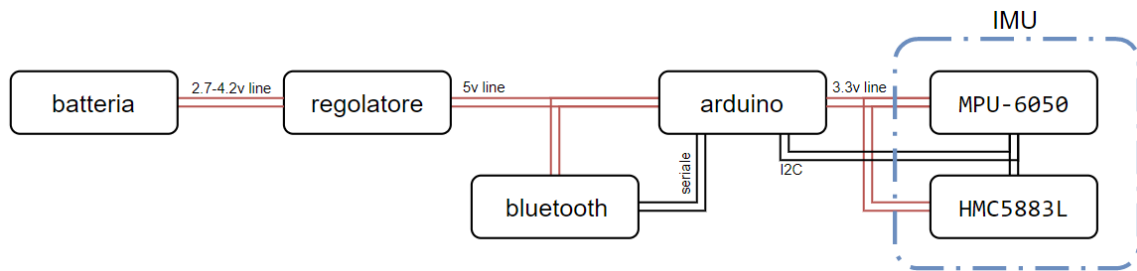 IMU
batteria
2.7-4.2v line
regolatore
5v line
arduino
3.3v line
MPU-6050
seriale
I2C
bluetooth
HMC5883L